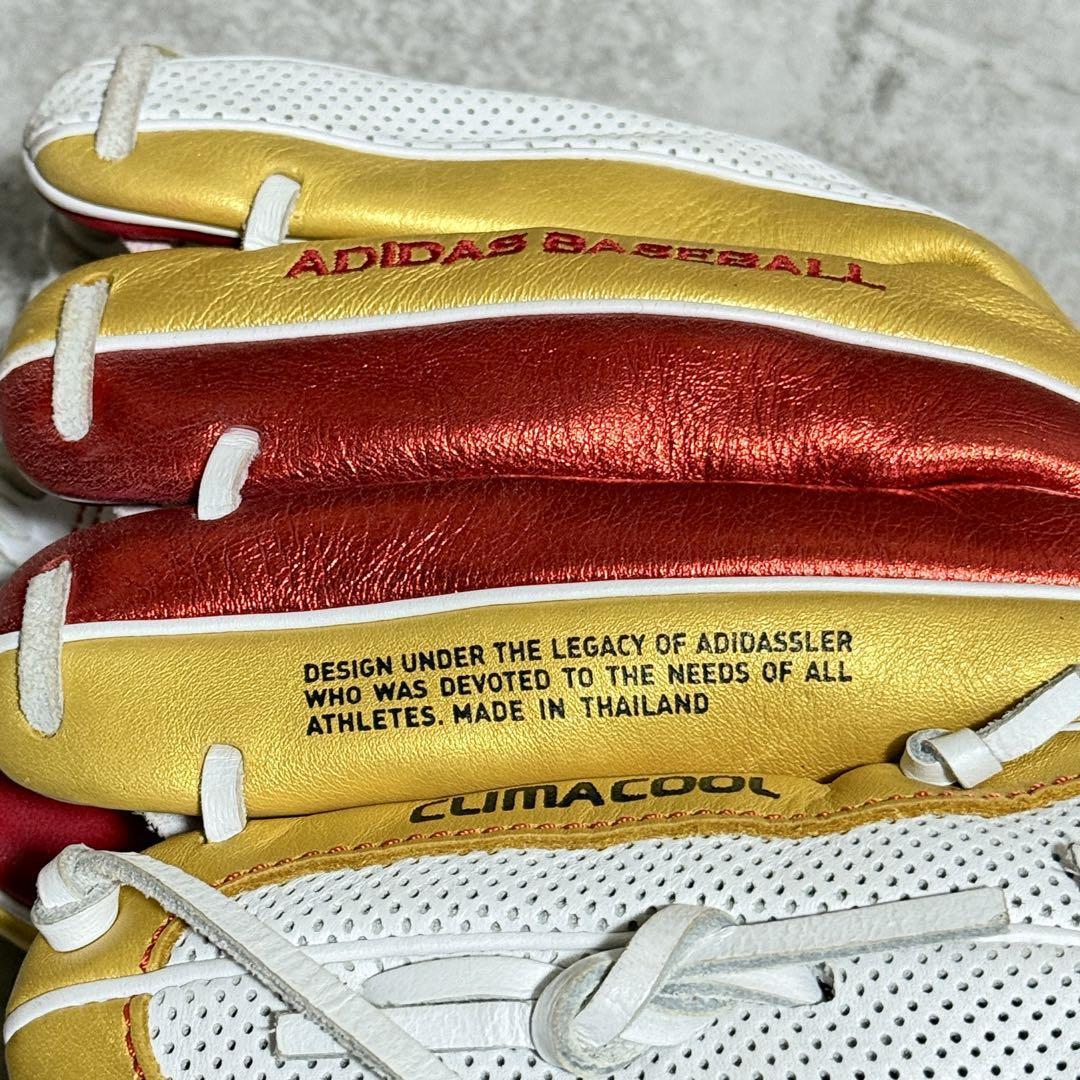 ADIDAS BASEBALL
DESIGN UNDER THE LEGACY OF ADIDASSLER
WHO WAS DEVOTED TO THE NEEDS OF ALL
ATHLETES. MADE IN THAILAND
CLIMACOOL